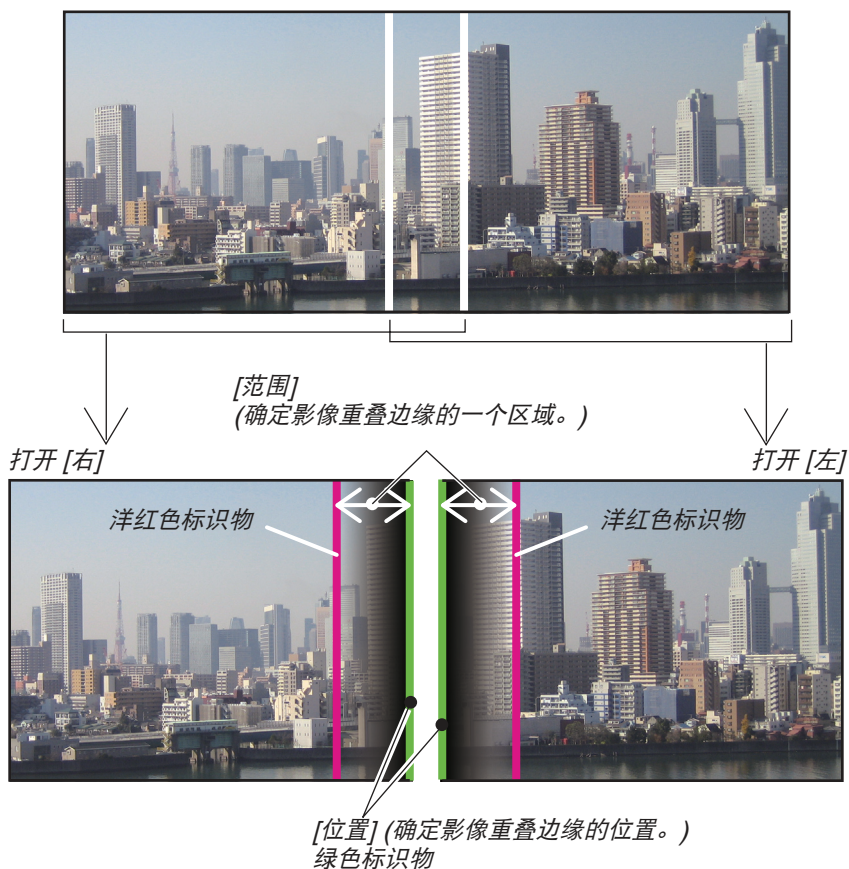 [范围]
(确定影像重叠边缘的一个区域。)
打开 [右]
打开 [左]
洋红色标识物
洋红色标识物
[位置] (确定影像重叠边缘的位置。)
绿色标识物